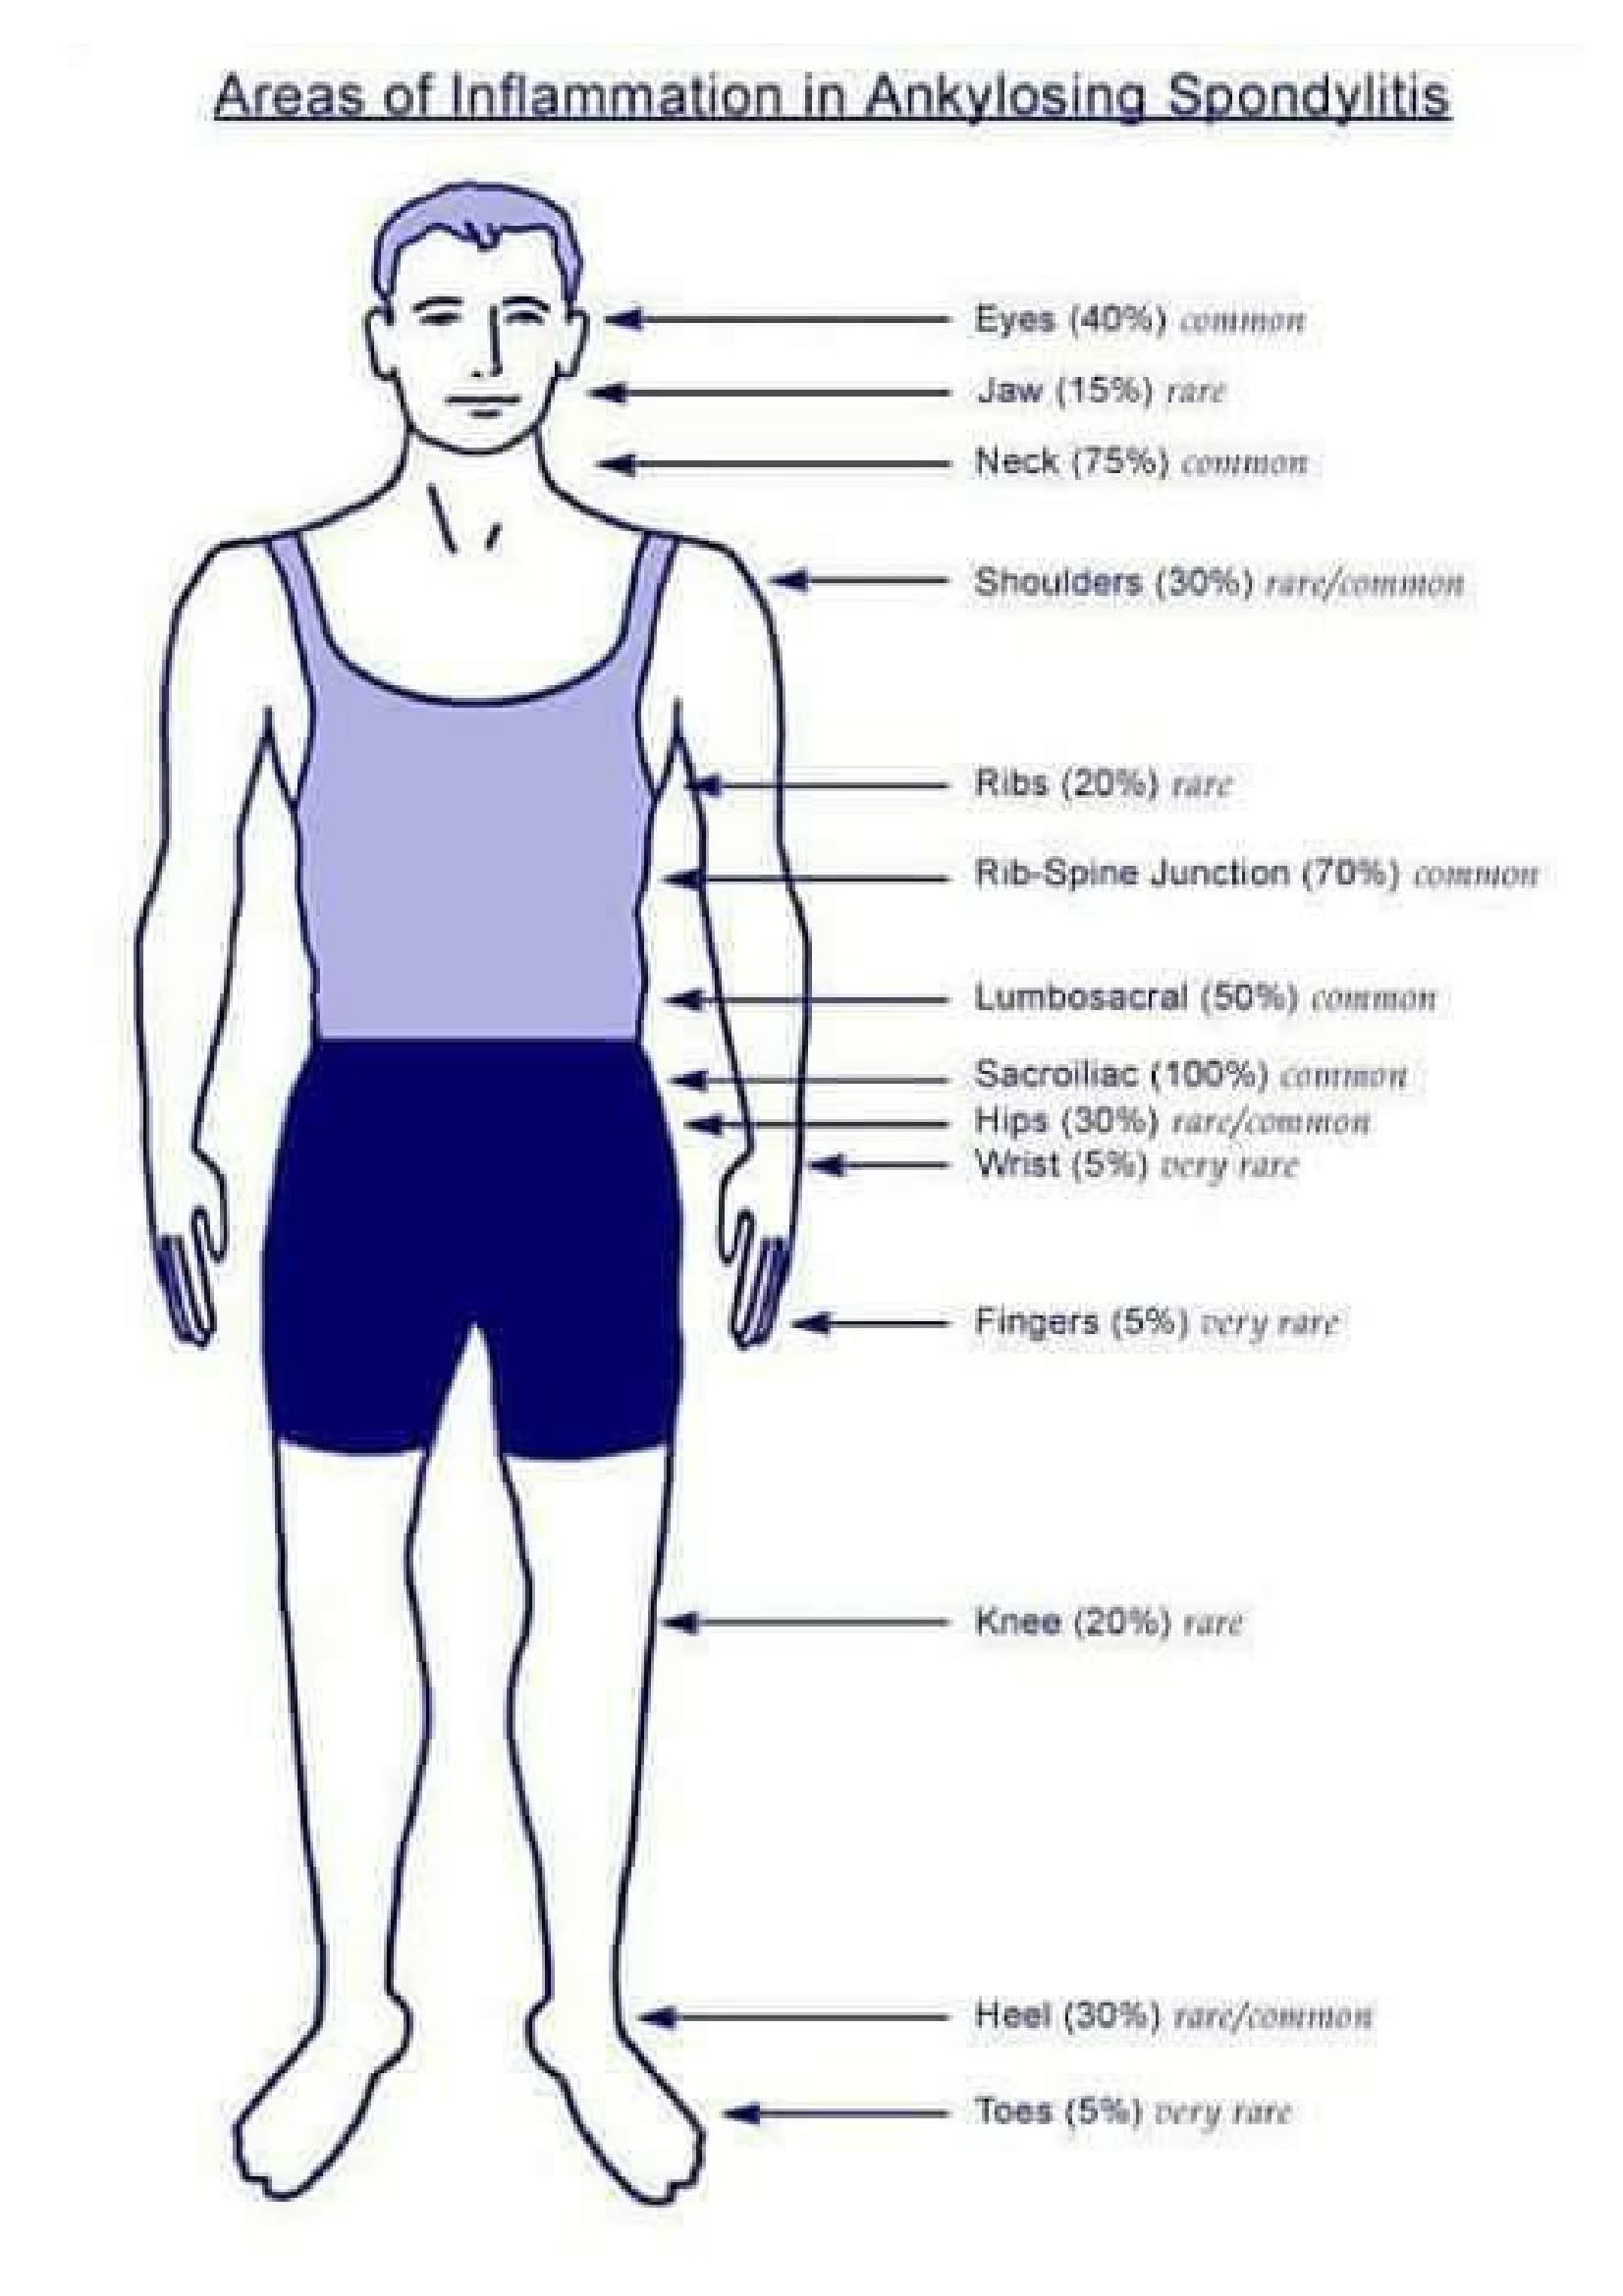 Areas of Inflammation in Ankylosing Spondylitis
Eyes (40%) common
Jaw (15%) rare
Neck (75%) common
Shoulders (30%) rare/common
Ribs (20%) rare
Rib-Spine Junction (70%) common
Lumbosacral (50%) common
Sacroiliac (100%) common
Hips (30%) rare/common
Wrist (5%) very rare
Fingers (5%) very rare
Knee (20%) rare
Heel (30%) rare/common
Toes (5%) very rare